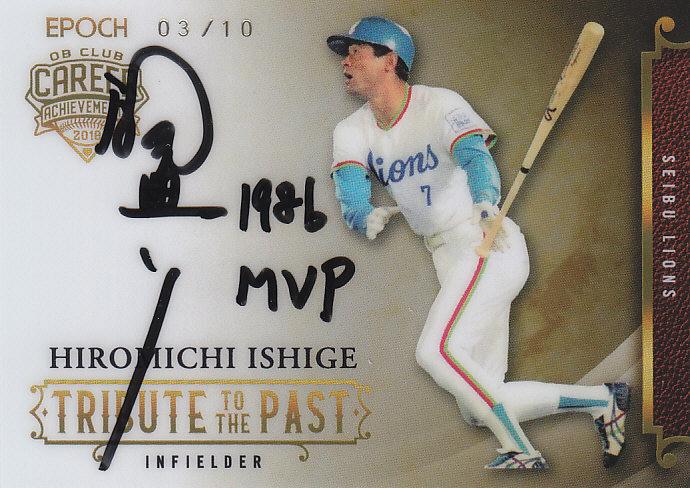 EPOCH 03/10
OB CLUB
CAREER
ACHIEVEMENT
2018
1986
MVP
HIROMICHI ISHIGE
TRIBUTE TO THE PAST
INFIELDER
Lions
7
SEIBU LIONS